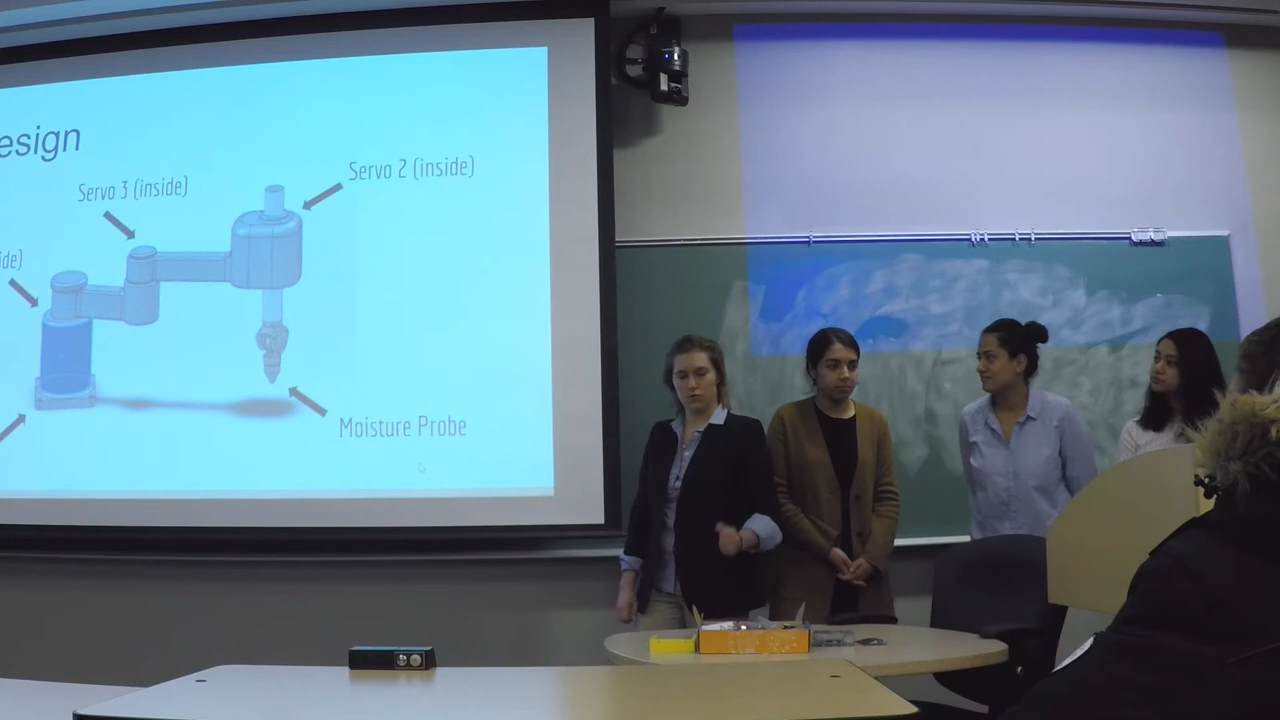 esign
Servo 2 (inside)
Servo 3 (inside)
ide)
Moisture Probe